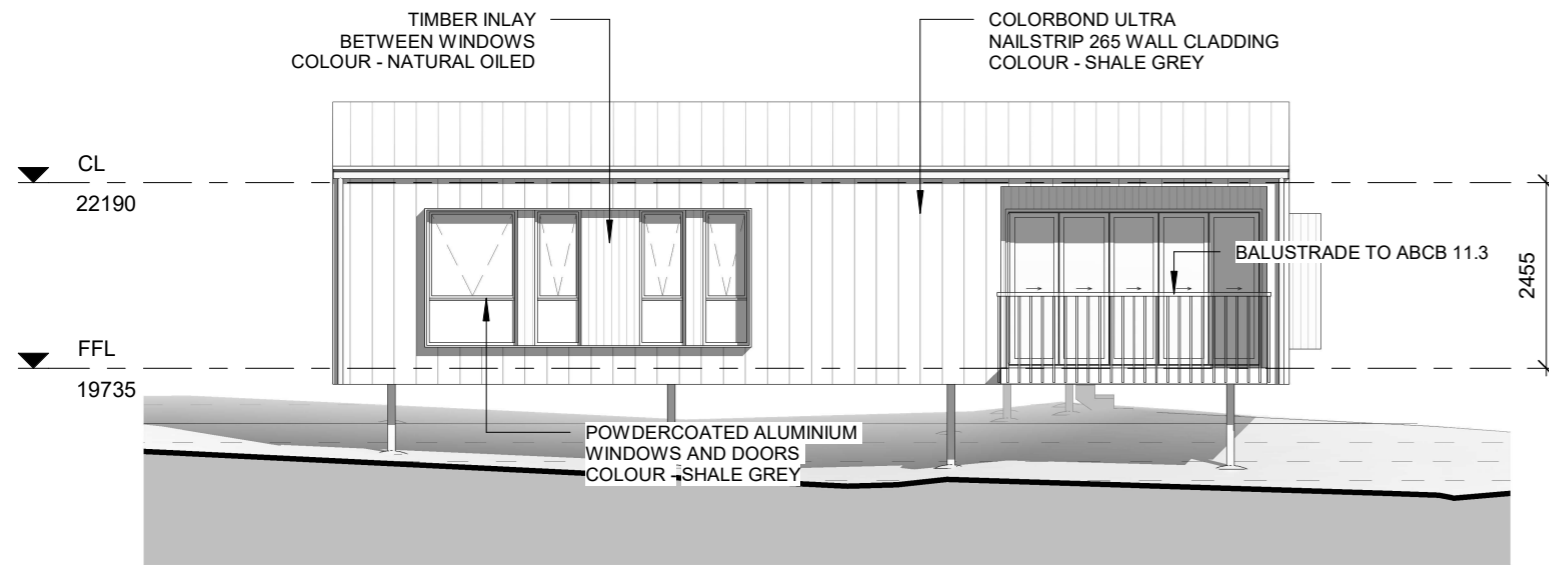 TIMBER INLAY
BETWEEN WINDOWS
COLOUR - NATURAL OILED
COLORBOND ULTRA
NAILSTRIP 265 WALL CLADDING
COLOUR - SHALE GREY
CL
22190
BALUSTRADE TO ABCB 11.3
2455
FFL
19735
POWDERCOATED ALUMINIUM
WINDOWS AND DOORS
COLOUR - SHALE GREY